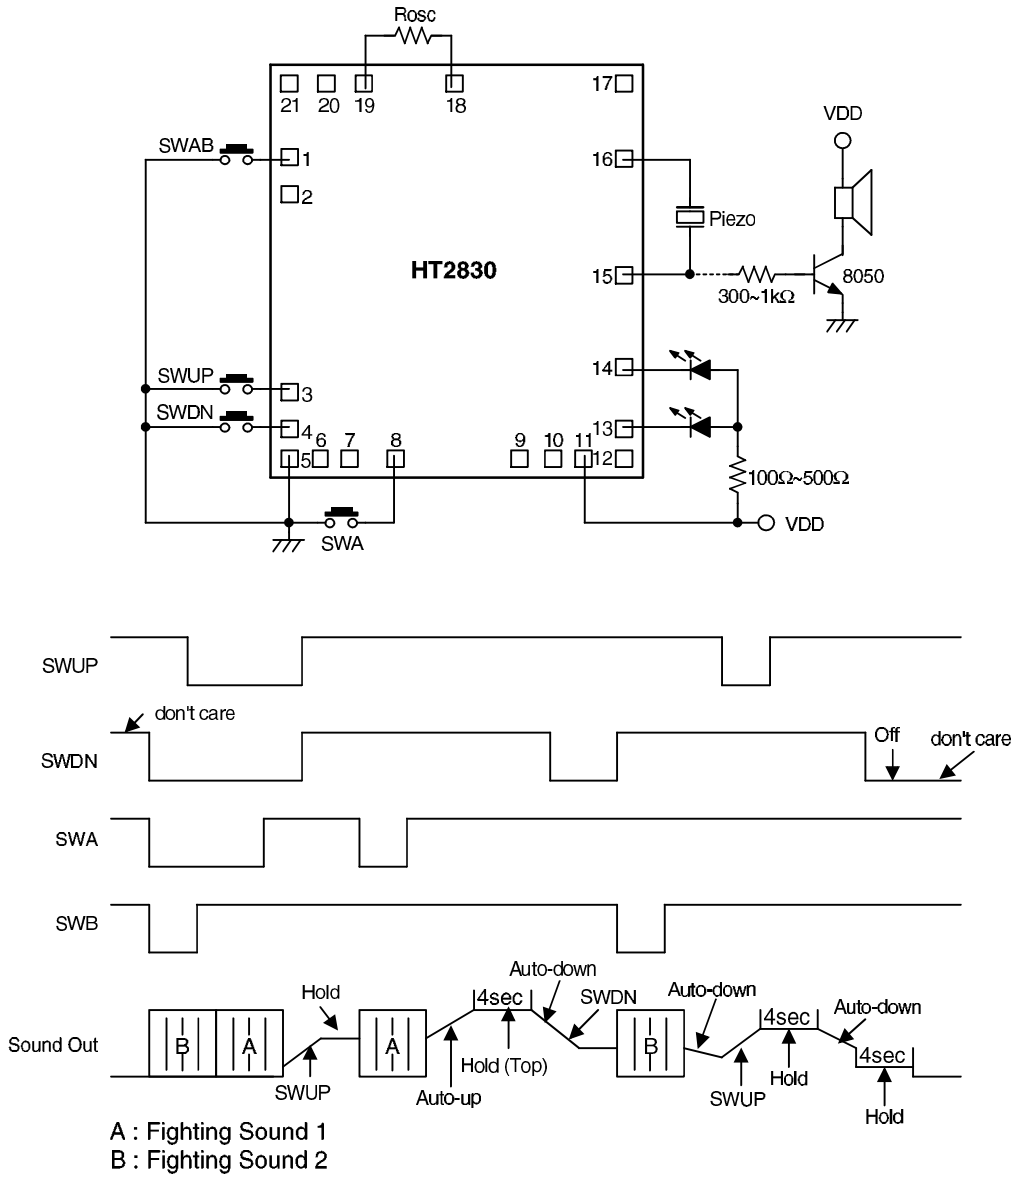 Rosc
21 20 19 18 17
VDD
SWAB 1 16
2
Piezo
HT2830
15 8050
300~1kΩ
SWUP 3 14
SWDN 4 13
5 6 7 8 9 10 11 12
100Ω~500Ω
SWA VDD
SWUP
don't care
SWDN Off don't care
SWA
SWB
Sound Out
B A
SWUP
Hold
A
Auto-up
4sec
Hold (Top)
Auto-down
SWDN
B
Auto-down
SWUP
4sec
Hold
Auto-down
4sec
Hold
A : Fighting Sound 1
B : Fighting Sound 2